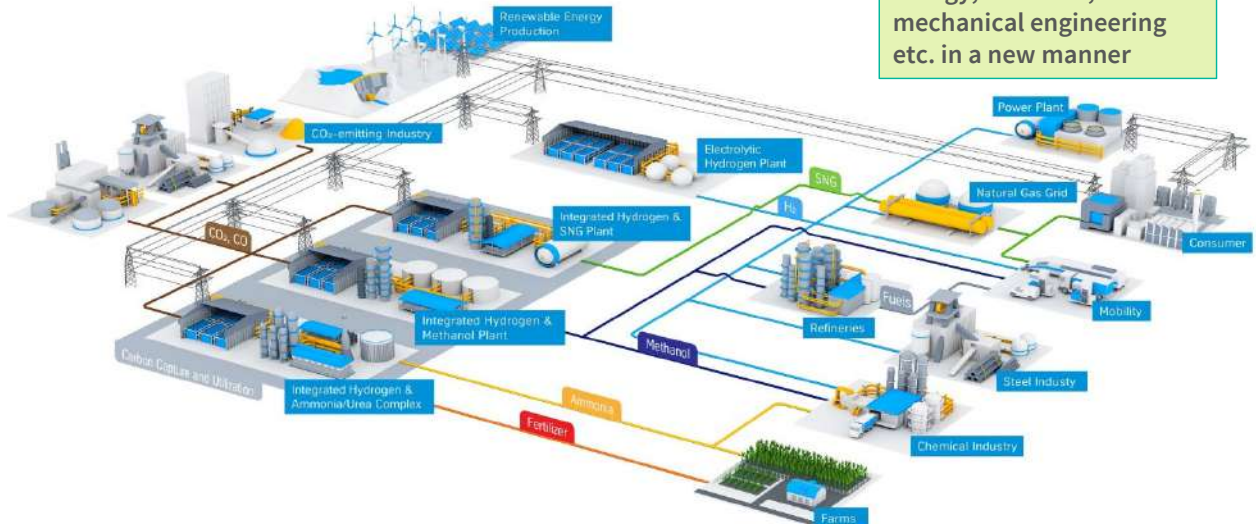 mechanical engineering
etc. in a new manner
Renewable Energy
Production
Power Plant
CO₂-emitting Industry
Electrolytic
Hydrogen Plant
SNG
Natural Gas Grid
H₂
Integrated Hydrogen &
SNG Plant
Consumer
CO₂, CO
Fuels
Mobility
Integrated Hydrogen &
Methanol Plant
Refineries
Methanol
Steel Industy
Carbon Capture and Utilization
Integrated Hydrogen &
Ammonia/Urea Complex
Ammonia
Fertilizer
Chemical Industry
Farms